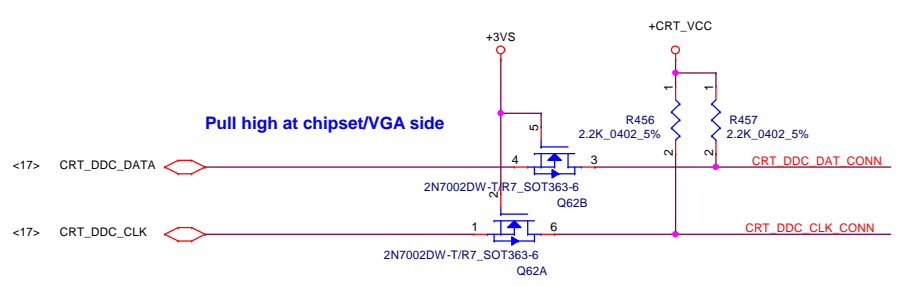 +CRT_VCC
+3VS
1
1
R456
2.2K_0402_5%
R457
2.2K_0402_5%
Pull high at chipset/VGA side
5
2
2
<17> CRT_DDC_DATA
4
3
CRT_DDC_DAT_CONN
2N7002DW-T/R7_SOT363-6
Q62B
2
<17> CRT_DDC_CLK
1
6
CRT_DDC_CLK_CONN
2N7002DW-T/R7_SOT363-6
Q62A